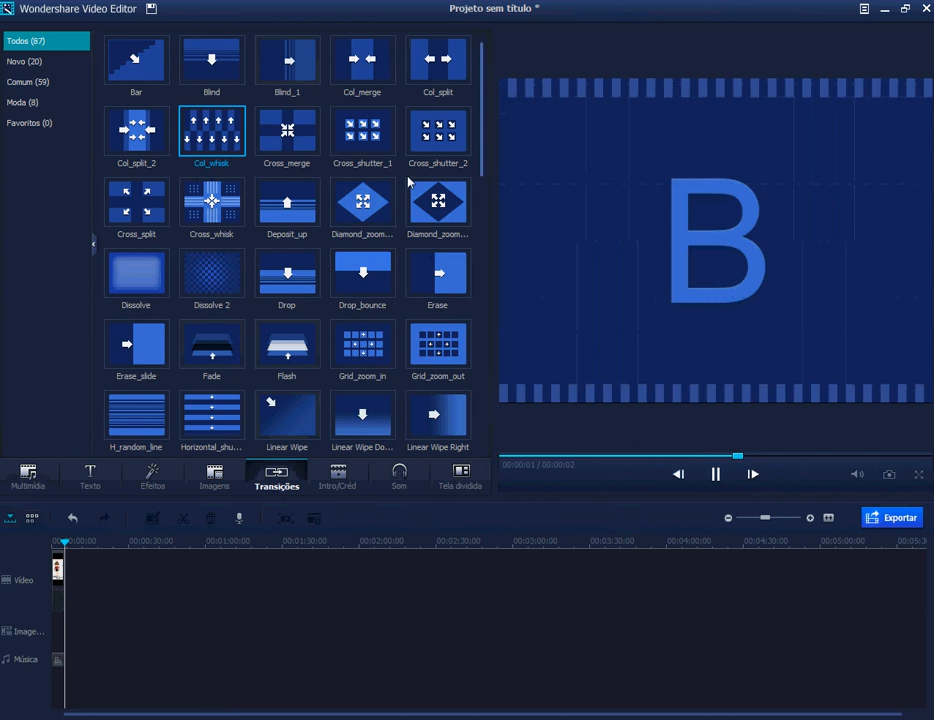 Wondershare Video Editor
Projeto sem título *
Todos (87)
Novo (20)
Comum (59)
Moda (8)
Favoritos (0)
Bar
Blind
Blind_1
Col_merge
Col_split
Col_split_2
Col_whisk
Cross_merge
Cross_shutter_1
Cross_shutter_2
Cross_split
Cross_whisk
Deposit_up
Diamond_zoom...
Diamond_zoom...
Dissolve
Dissolve 2
Drop
Drop_bounce
Erase
Erase_slide
Fade
Flash
Grid_zoom_in
Grid_zoom_out
H_random_line
Horizontal_shu...
Linear Wipe
Linear Wipe Do...
Linear Wipe Right
B
00:00:01 / 00:00:02
Multimídia
Texto
Efeitos
Imagens
Transições
Intro/Créd
Som
Tela dividida
Exportar
00:00:00:00
00:00:30:00
00:01:00:00
00:01:30:00
00:02:00:00
00:02:30:00
00:03:00:00
00:03:30:00
00:04:00:00
00:04:30:00
00:05:00:00
00:05:3
Vídeo
Image...
Música